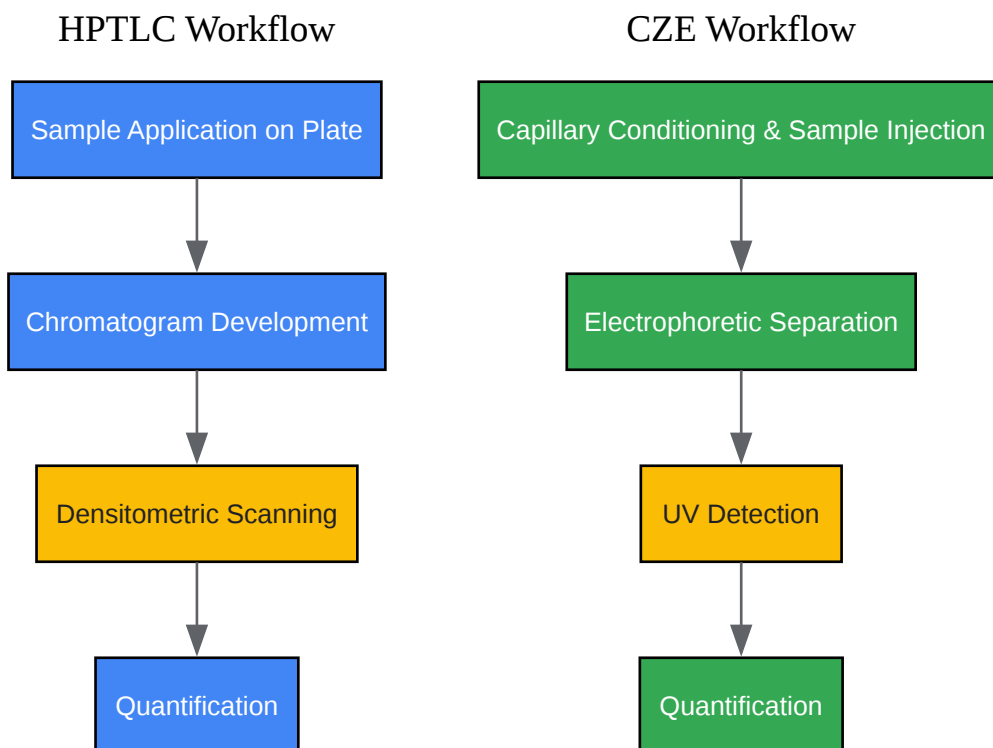 HPTLC Workflow
Sample Application on Plate
Chromatogram Development
Densitometric Scanning
Quantification
CZE Workflow
Capillary Conditioning & Sample Injection
Electrophoretic Separation
UV Detection
Quantification